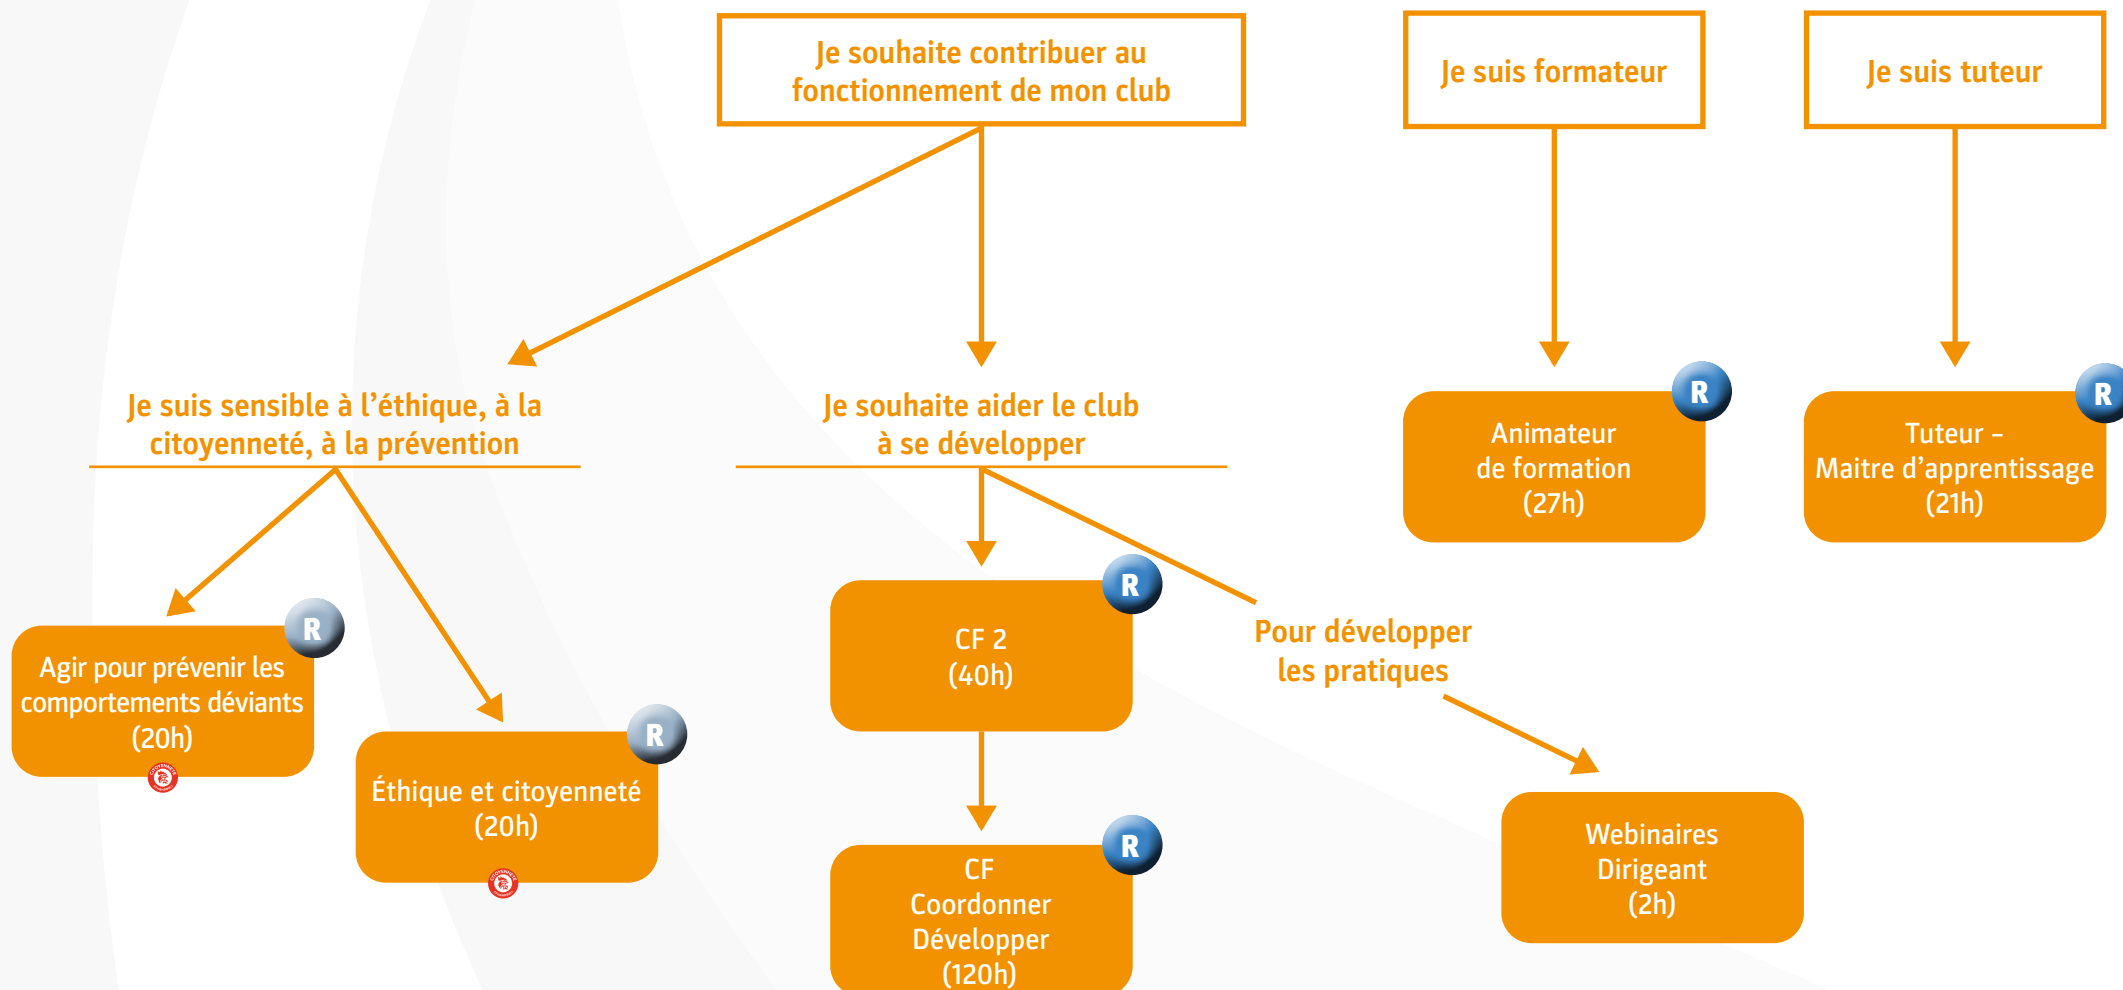 Je souhaite contribuer au
fonctionnement de mon club
Je suis formateur
Je suis tuteur
Je suis sensible à l’éthique, à la
citoyenneté, à la prévention
Je souhaite aider le club
à se développer
R
Animateur
de formation
(27h)
R
Tuteur –
Maitre d’apprentissage
(21h)
R
Agir pour prévenir les
comportements déviants
(20h)
CITOYENNETÉ
R
Éthique et citoyenneté
(20h)
CITOYENNETÉ
R
CF 2
(40h)
Pour développer
les pratiques
R
CF
Coordonner
Développer
(120h)
Webinaires
Dirigeant
(2h)